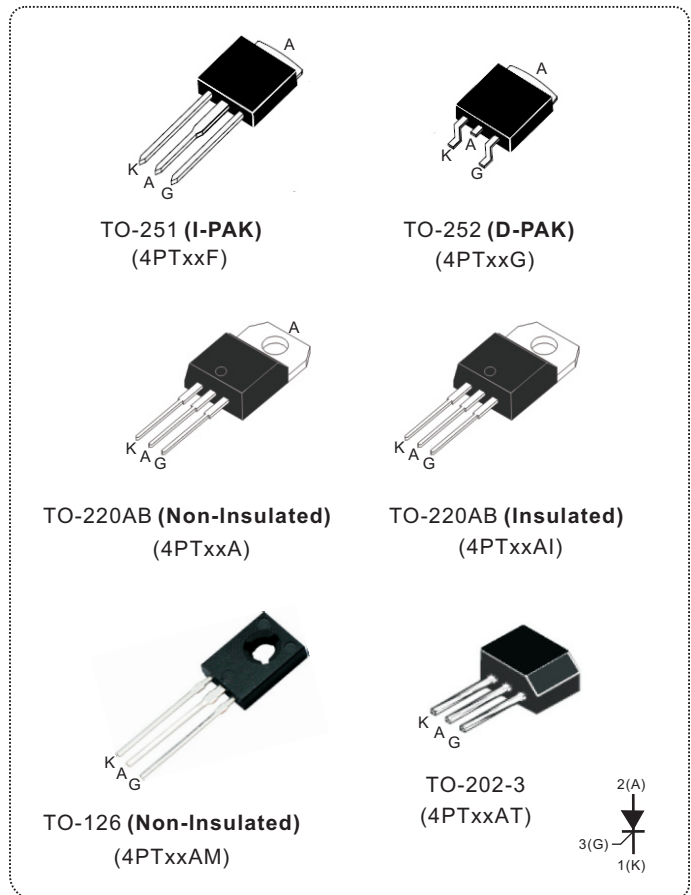 A
K
A
G
TO-251 (I-PAK)
(4PTxxF)
A
K
A
G
TO-252 (D-PAK)
(4PTxxG)
A
K
A
G
TO-220AB (Non-Insulated)
(4PTxxA)
K
A
G
TO-220AB (Insulated)
(4PTxxAI)
K
A
G
TO-126 (Non-Insulated)
(4PTxxAM)
K
A
G
TO-202-3
(4PTxxAT)
2(A)
3(G)
1(K)